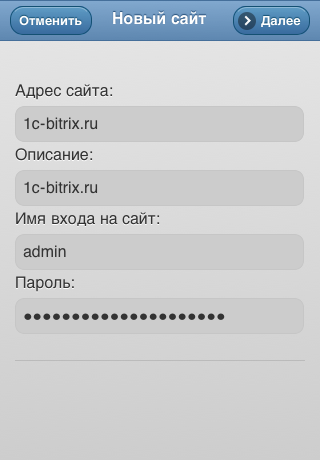 Отменить Новый сайт Далее
Адрес сайта:
1c-bitrix.ru
Описание:
1c-bitrix.ru
Имя входа на сайт:
admin
Пароль:
●●●●●●●●●●●●●●●●●●●●●